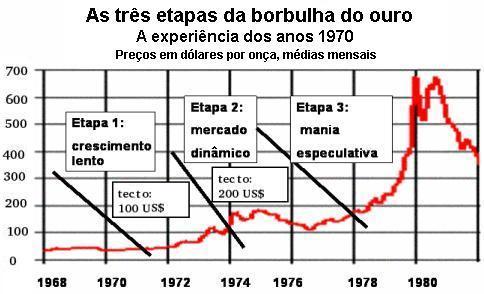 As três etapas da borbulha do ouro
A experiência dos anos 1970
Preços em dólares por onça, médias mensais
700
600
500
400
300
200
100
0
Etapa 1:
crescimento
lento
Etapa 2:
mercado
dinâmico
Etapa 3:
mania
especulativa
tecto:
100 US$
tecto:
200 US$
1968 1970 1972 1974 1976 1978 1980